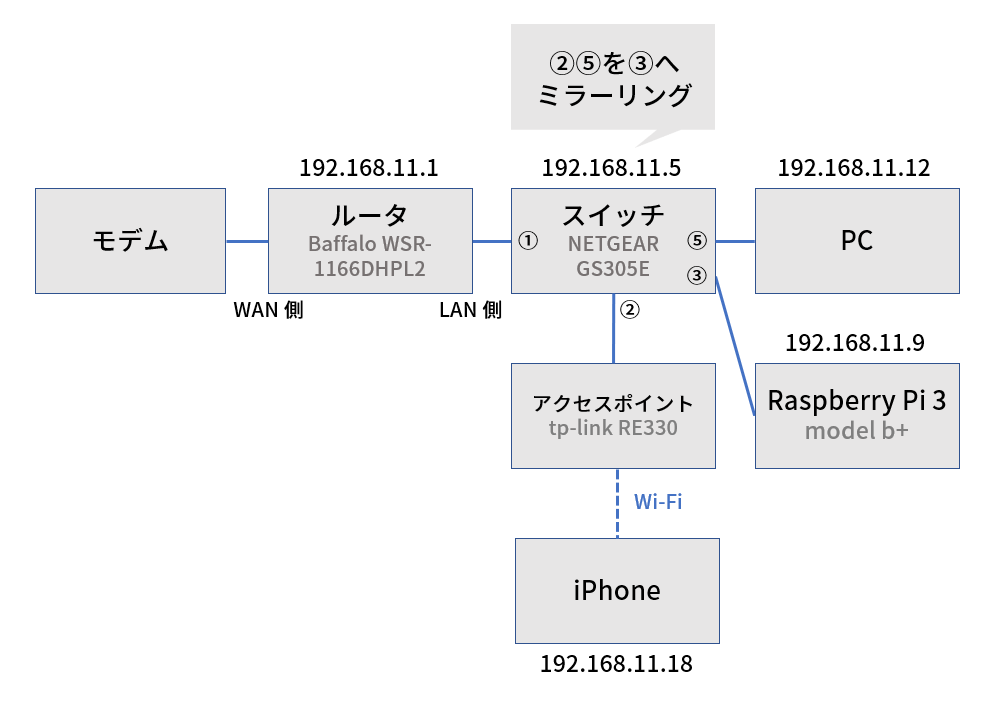 ②⑤を③へ
ミラーリング
192.168.11.1
192.168.11.5
192.168.11.12
モデム
ルータ
Baffalo WSR-
1166DHPL2
①
スイッチ
NETGEAR
GS305E
⑤
③
PC
WAN 側
LAN 側
②
192.168.11.9
アクセスポイント
tp-link RE330
Raspberry Pi 3
model b+
Wi-Fi
iPhone
192.168.11.18